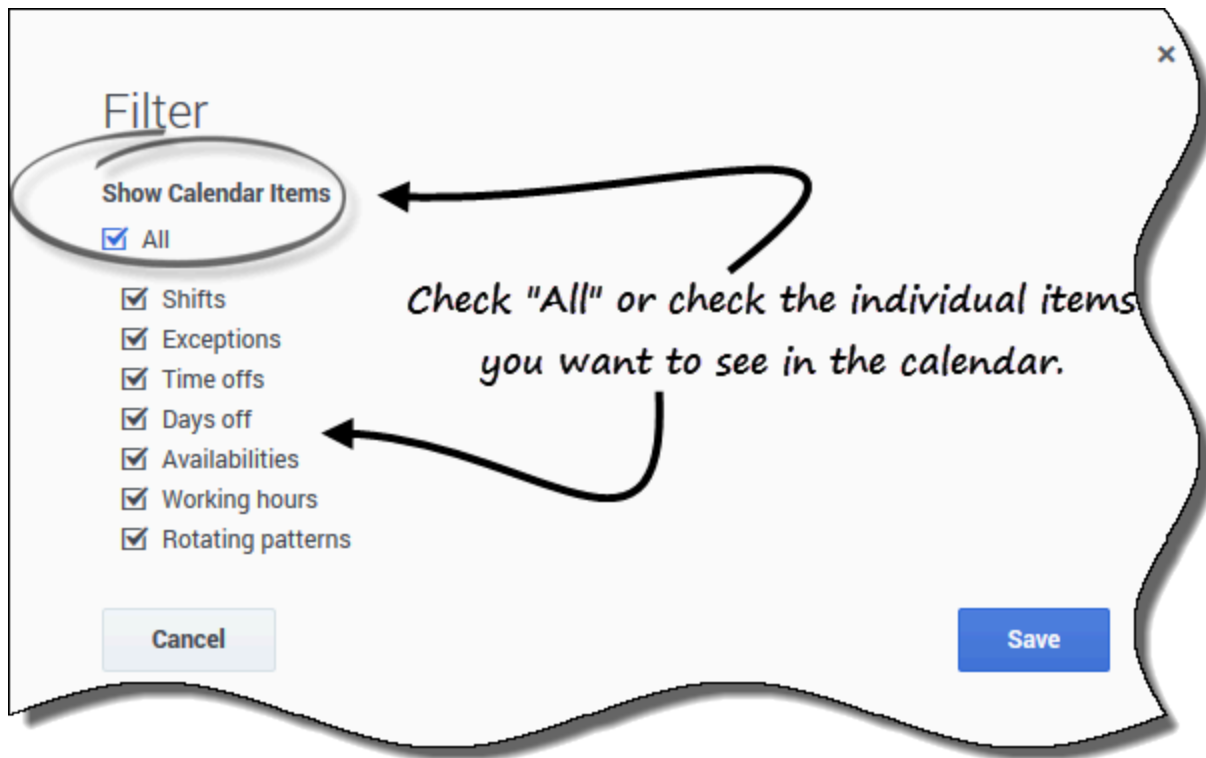 Filter
Show Calendar Items
All
Shifts
Exceptions
Time offs
Days off
Availabilities
Working hours
Rotating patterns
Check "All" or check the individual items
you want to see in the calendar.
Cancel
Save